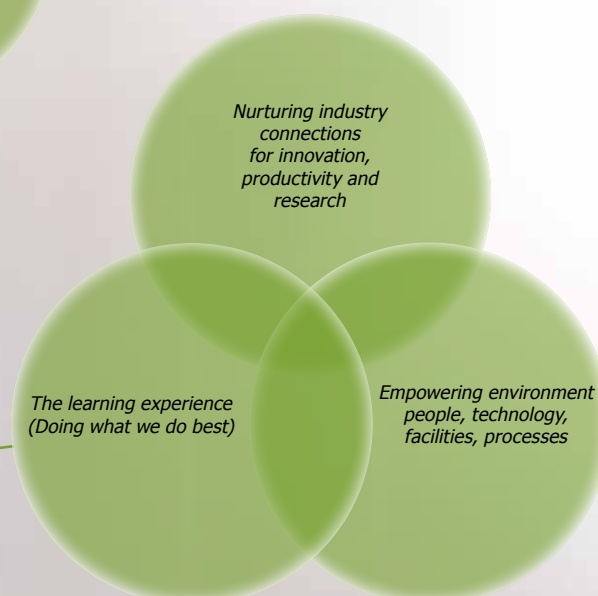 Nurturing industry
connections
for innovation,
productivity and
research
The learning experience
(Doing what we do best)
Empowering environment
people, technology,
facilities, processes